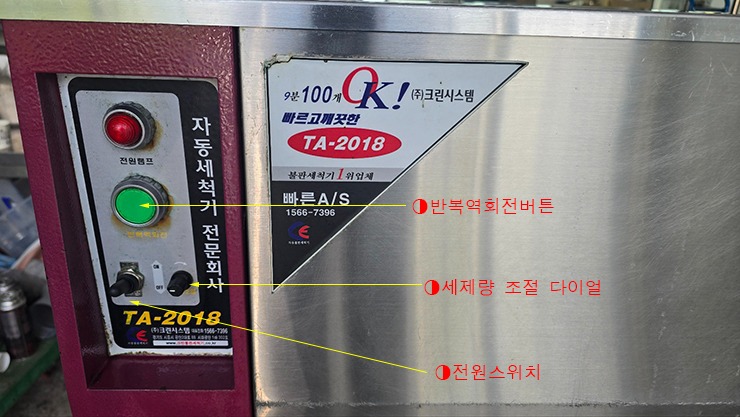 전원램프
자동세척기 전문회사
ON
OFF
TA-2018
(주)크린시스템 1566-7396
9분 100개 OK! (주)크린시스템
빠르고깨끗한
TA-2018
불판세척기 1위업체
빠른A/S
1566-7396
반복역회전버튼
세제량 조절 다이얼
전원스위치